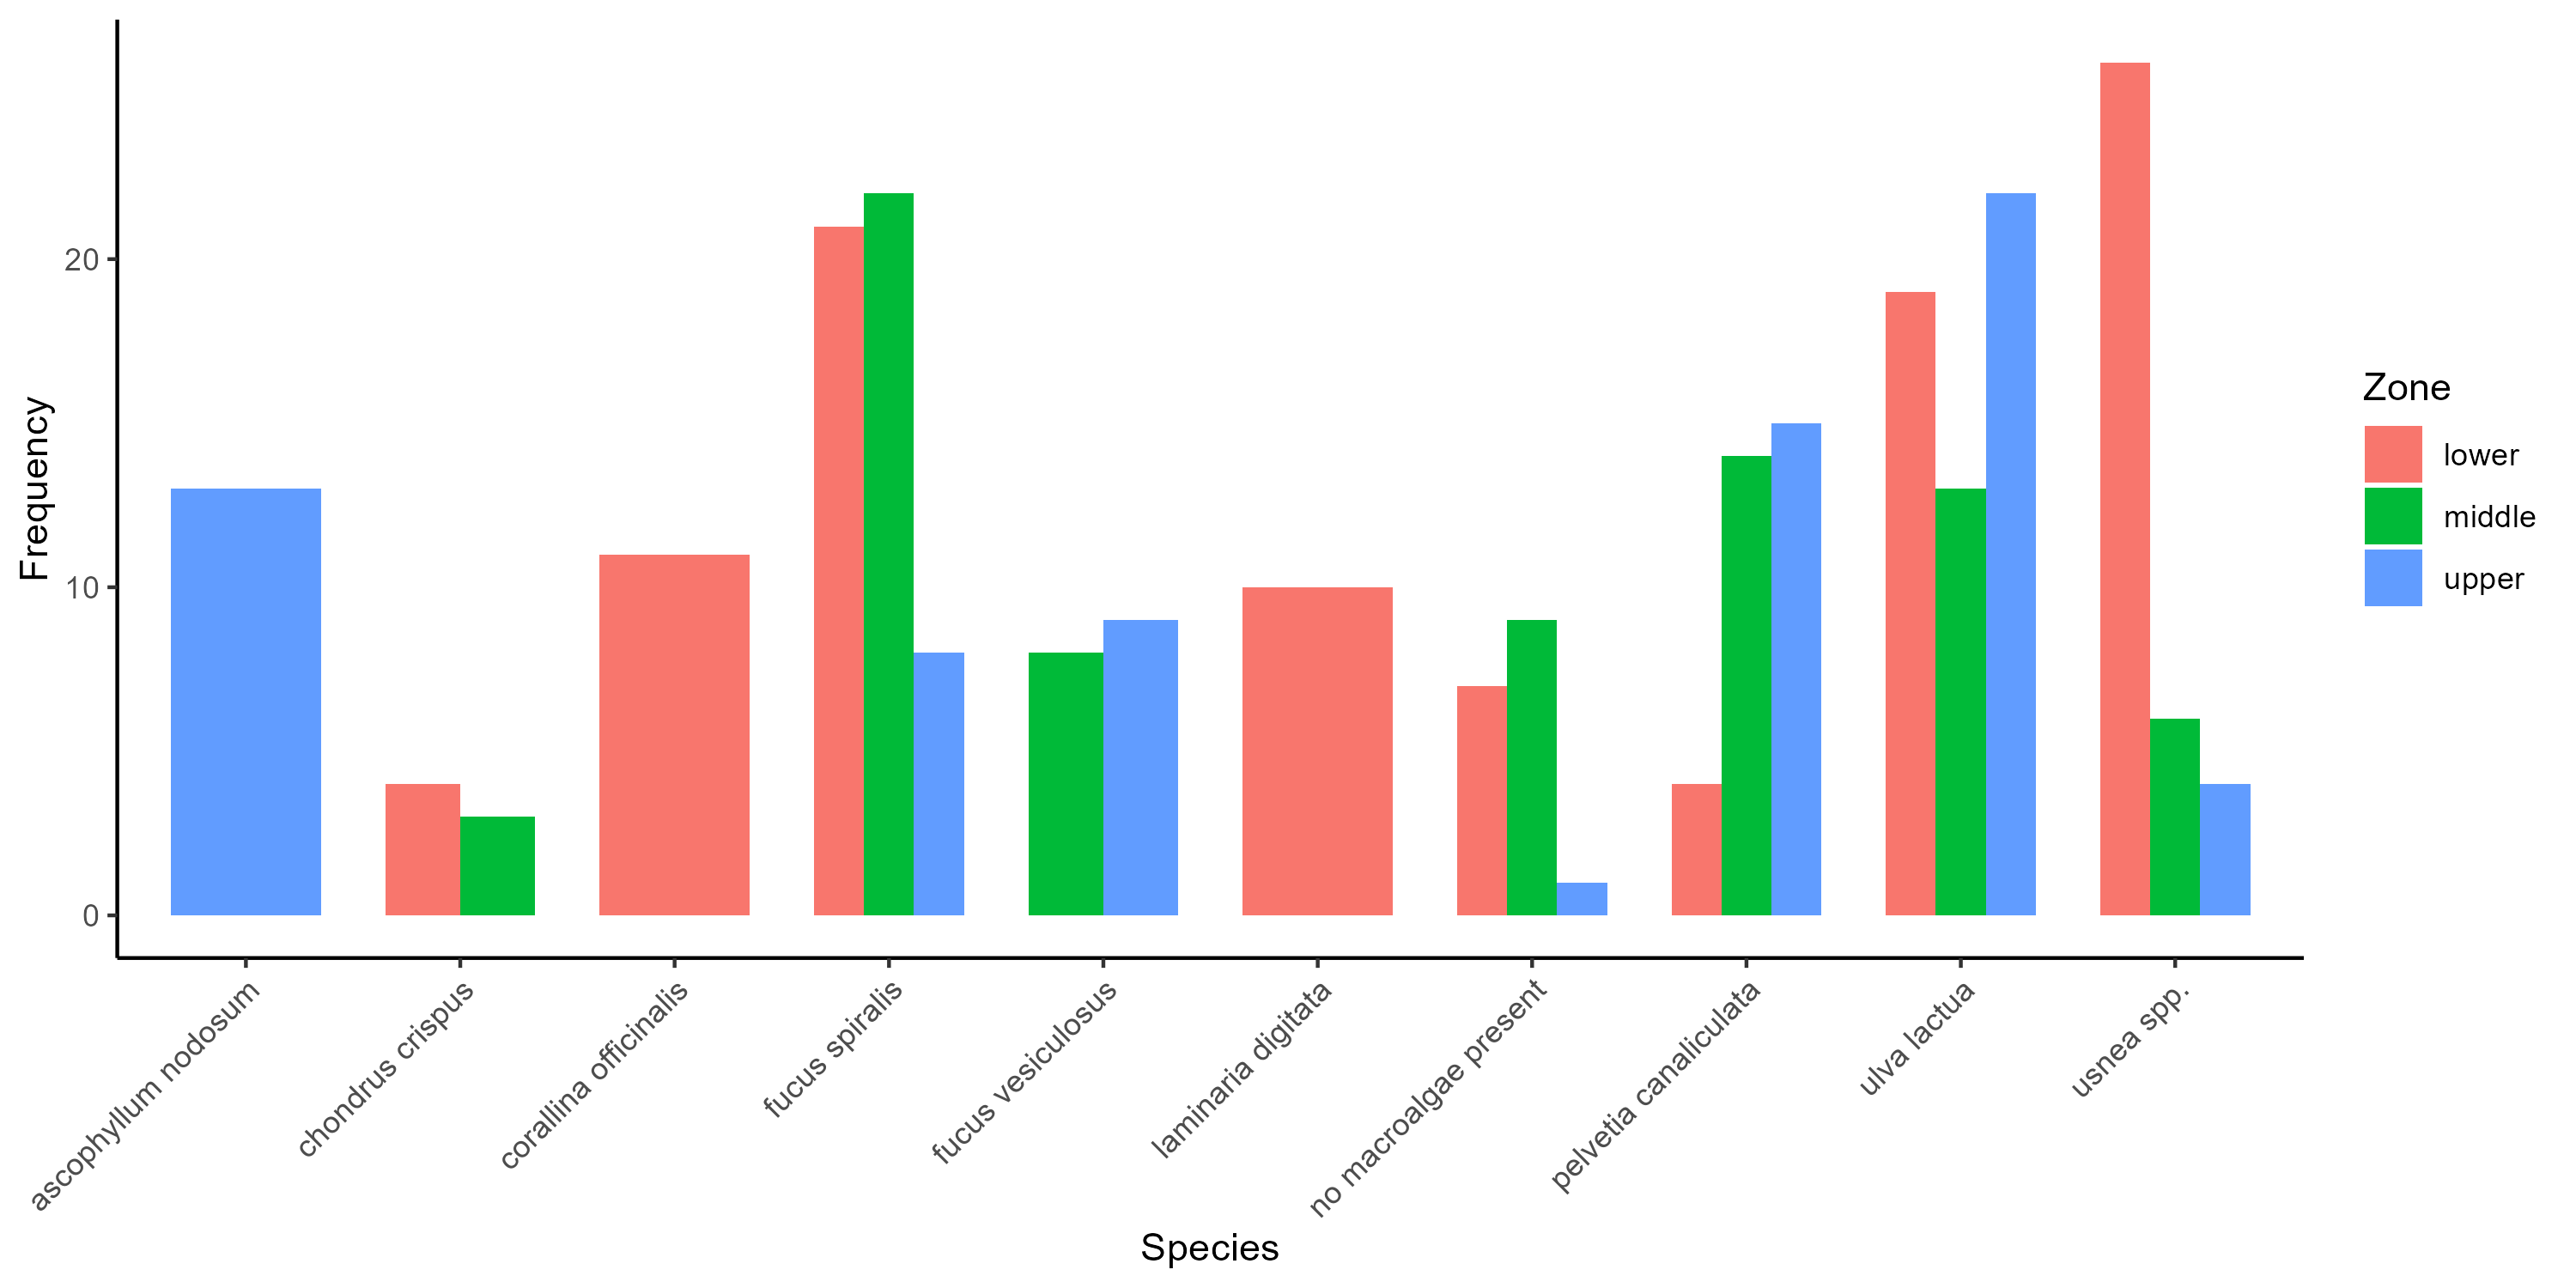 Frequency
20
10
0
ascophyllum nodosum
chondrus crispus
corallina officinalis
fucus spiralis
fucus vesiculosus
laminaria digitata
no macroalgae present
pelvetia canaliculata
ulva lactua
usnea spp.
Species
Zone
lower
middle
upper